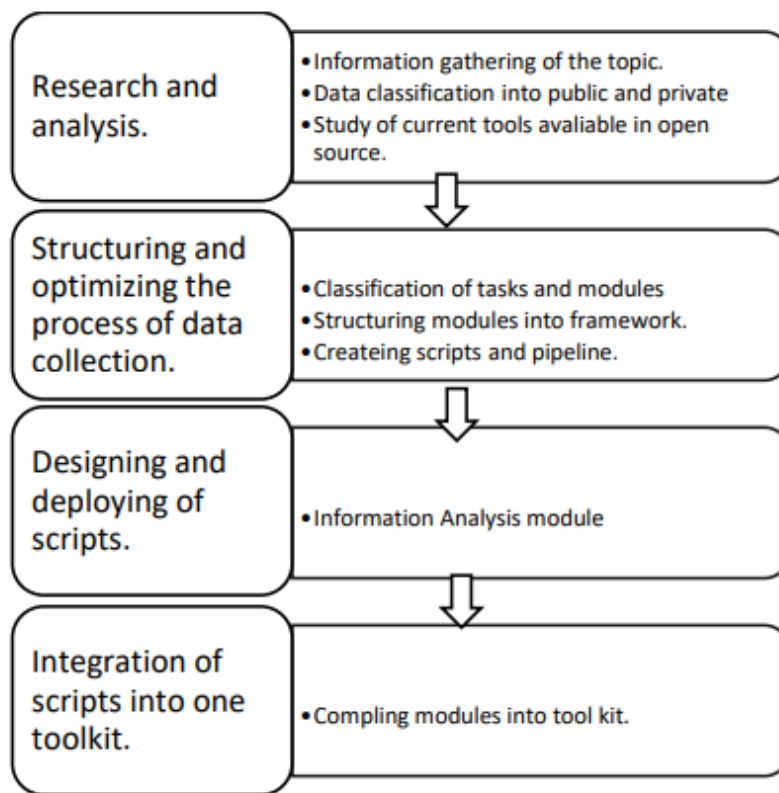 Research and
analysis.
•Information gathering of the topic.
•Data classification into public and private
•Study of current tools avaliable in open
source.
Structuring and
optimizing the
process of data
collection.
•Classification of tasks and modules
•Structuring modules into framework.
•Createing scripts and pipeline.
Designing and
deploying of
scripts.
•Information Analysis module
Integration of
scripts into one
toolkit.
•Compling modules into tool kit.